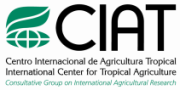 CIAT
Centro Internacional de Agricultura Tropical
International Center for Tropical Agriculture
Consultative Group on International Agricultural Research